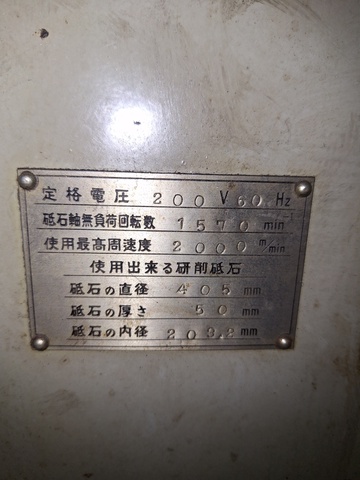 定格電圧 200 V 60 Hz
砥石軸無負荷回転数 1570 min⁻¹
使用最高周速度 2000 m/min
使用出来る研削砥石
砥石の直径 405 mm
砥石の厚さ 50 mm
砥石の内径 209.2 mm